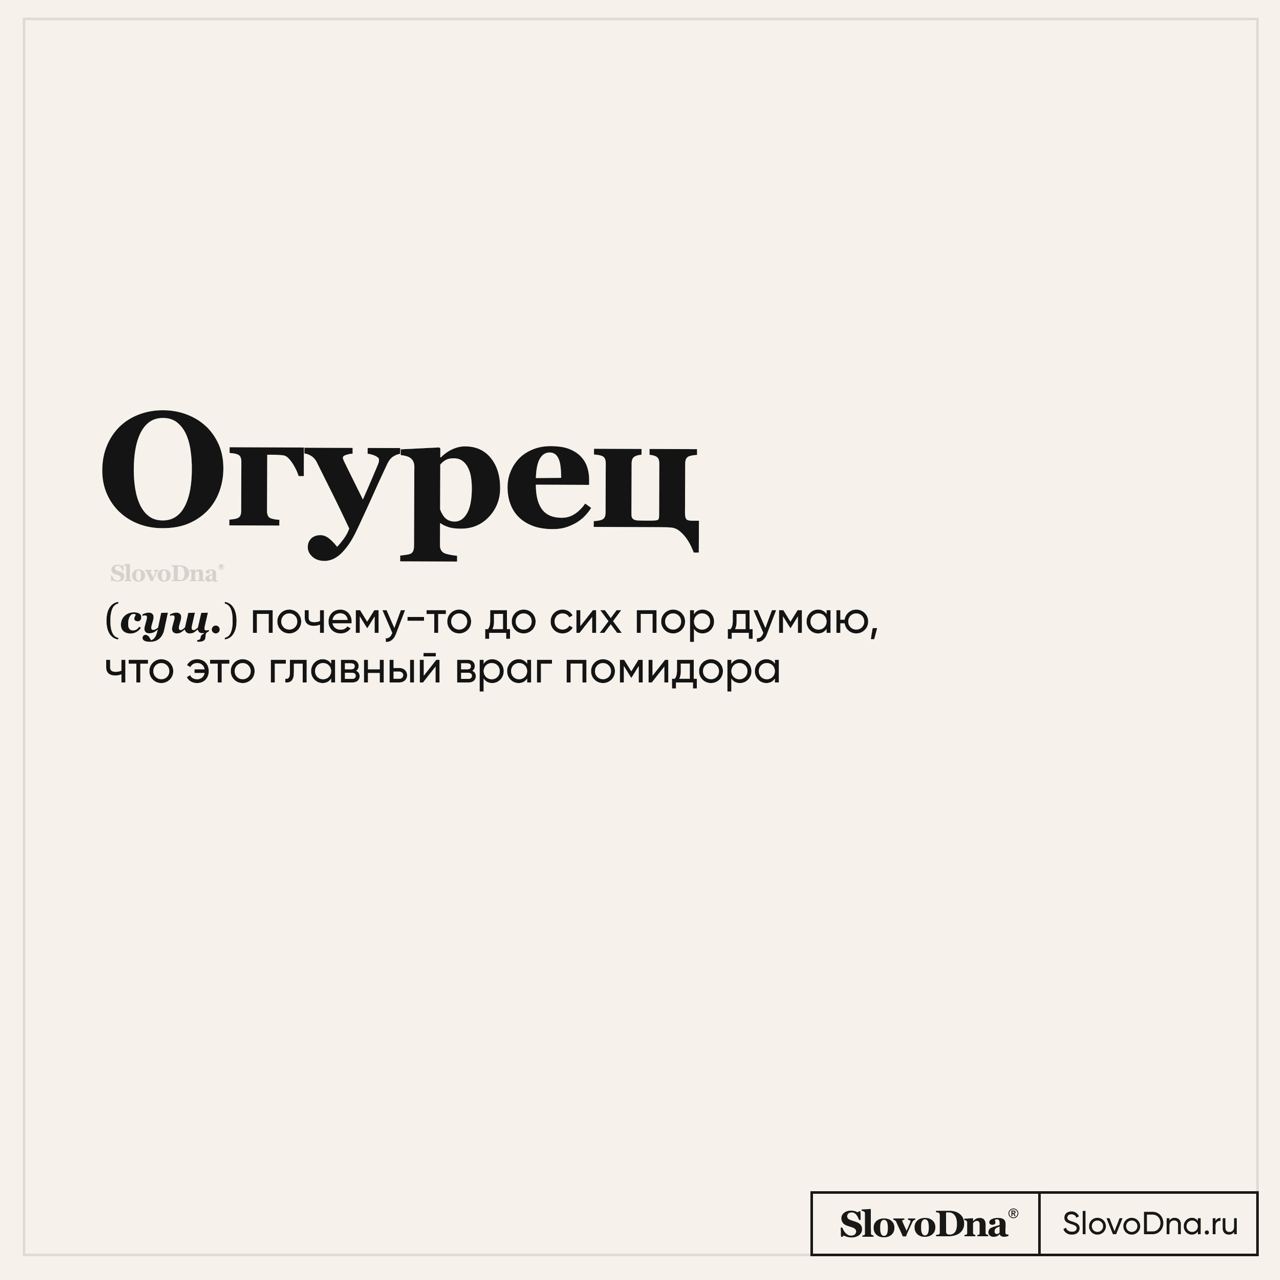 Огурец
SlovoDna®
(сущ.) почему-то до сих пор думаю,
что это главный враг помидора
SlovoDna® SlovoDna.ru